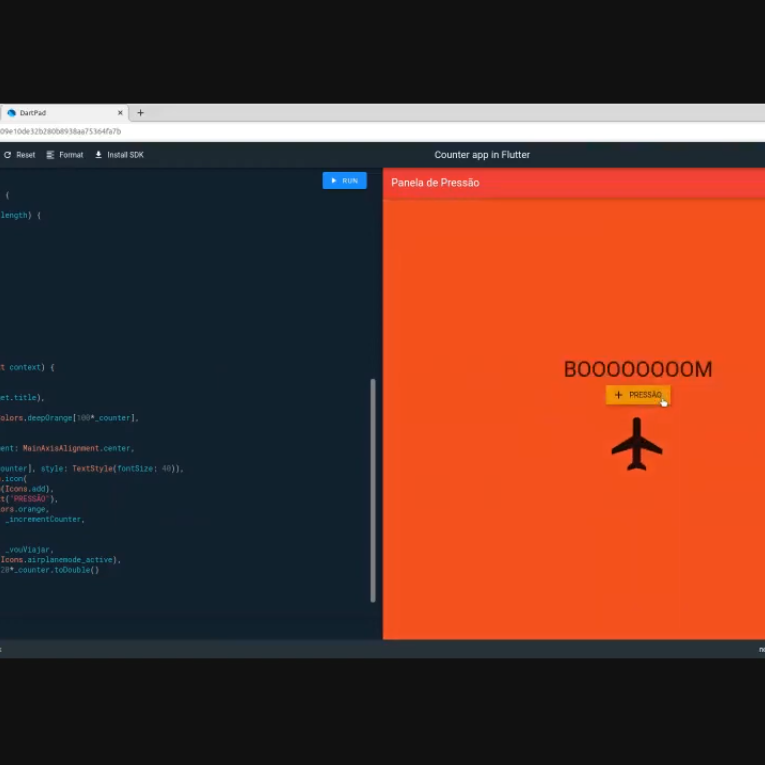 DartPad
09e10de32b280b8938aa75364fa7b
Reset Format Install SDK
Counter app in Flutter
RUN
Panela de Pressão
{
length) {
t context) {
et.title),
olors.deepOrange[100*_counter],
ent: MainAxisAlignment.center,
ounter], style: TextStyle(fontSize: 40)),
.icon(
(Icons.add),
t("PRESSÃO"),
ors.orange,
_incrementCounter,
_vouViajar,
Icons.airplanemode_active),
20*_counter.toDouble()
BOOOOOOOOM
PRESSÃO